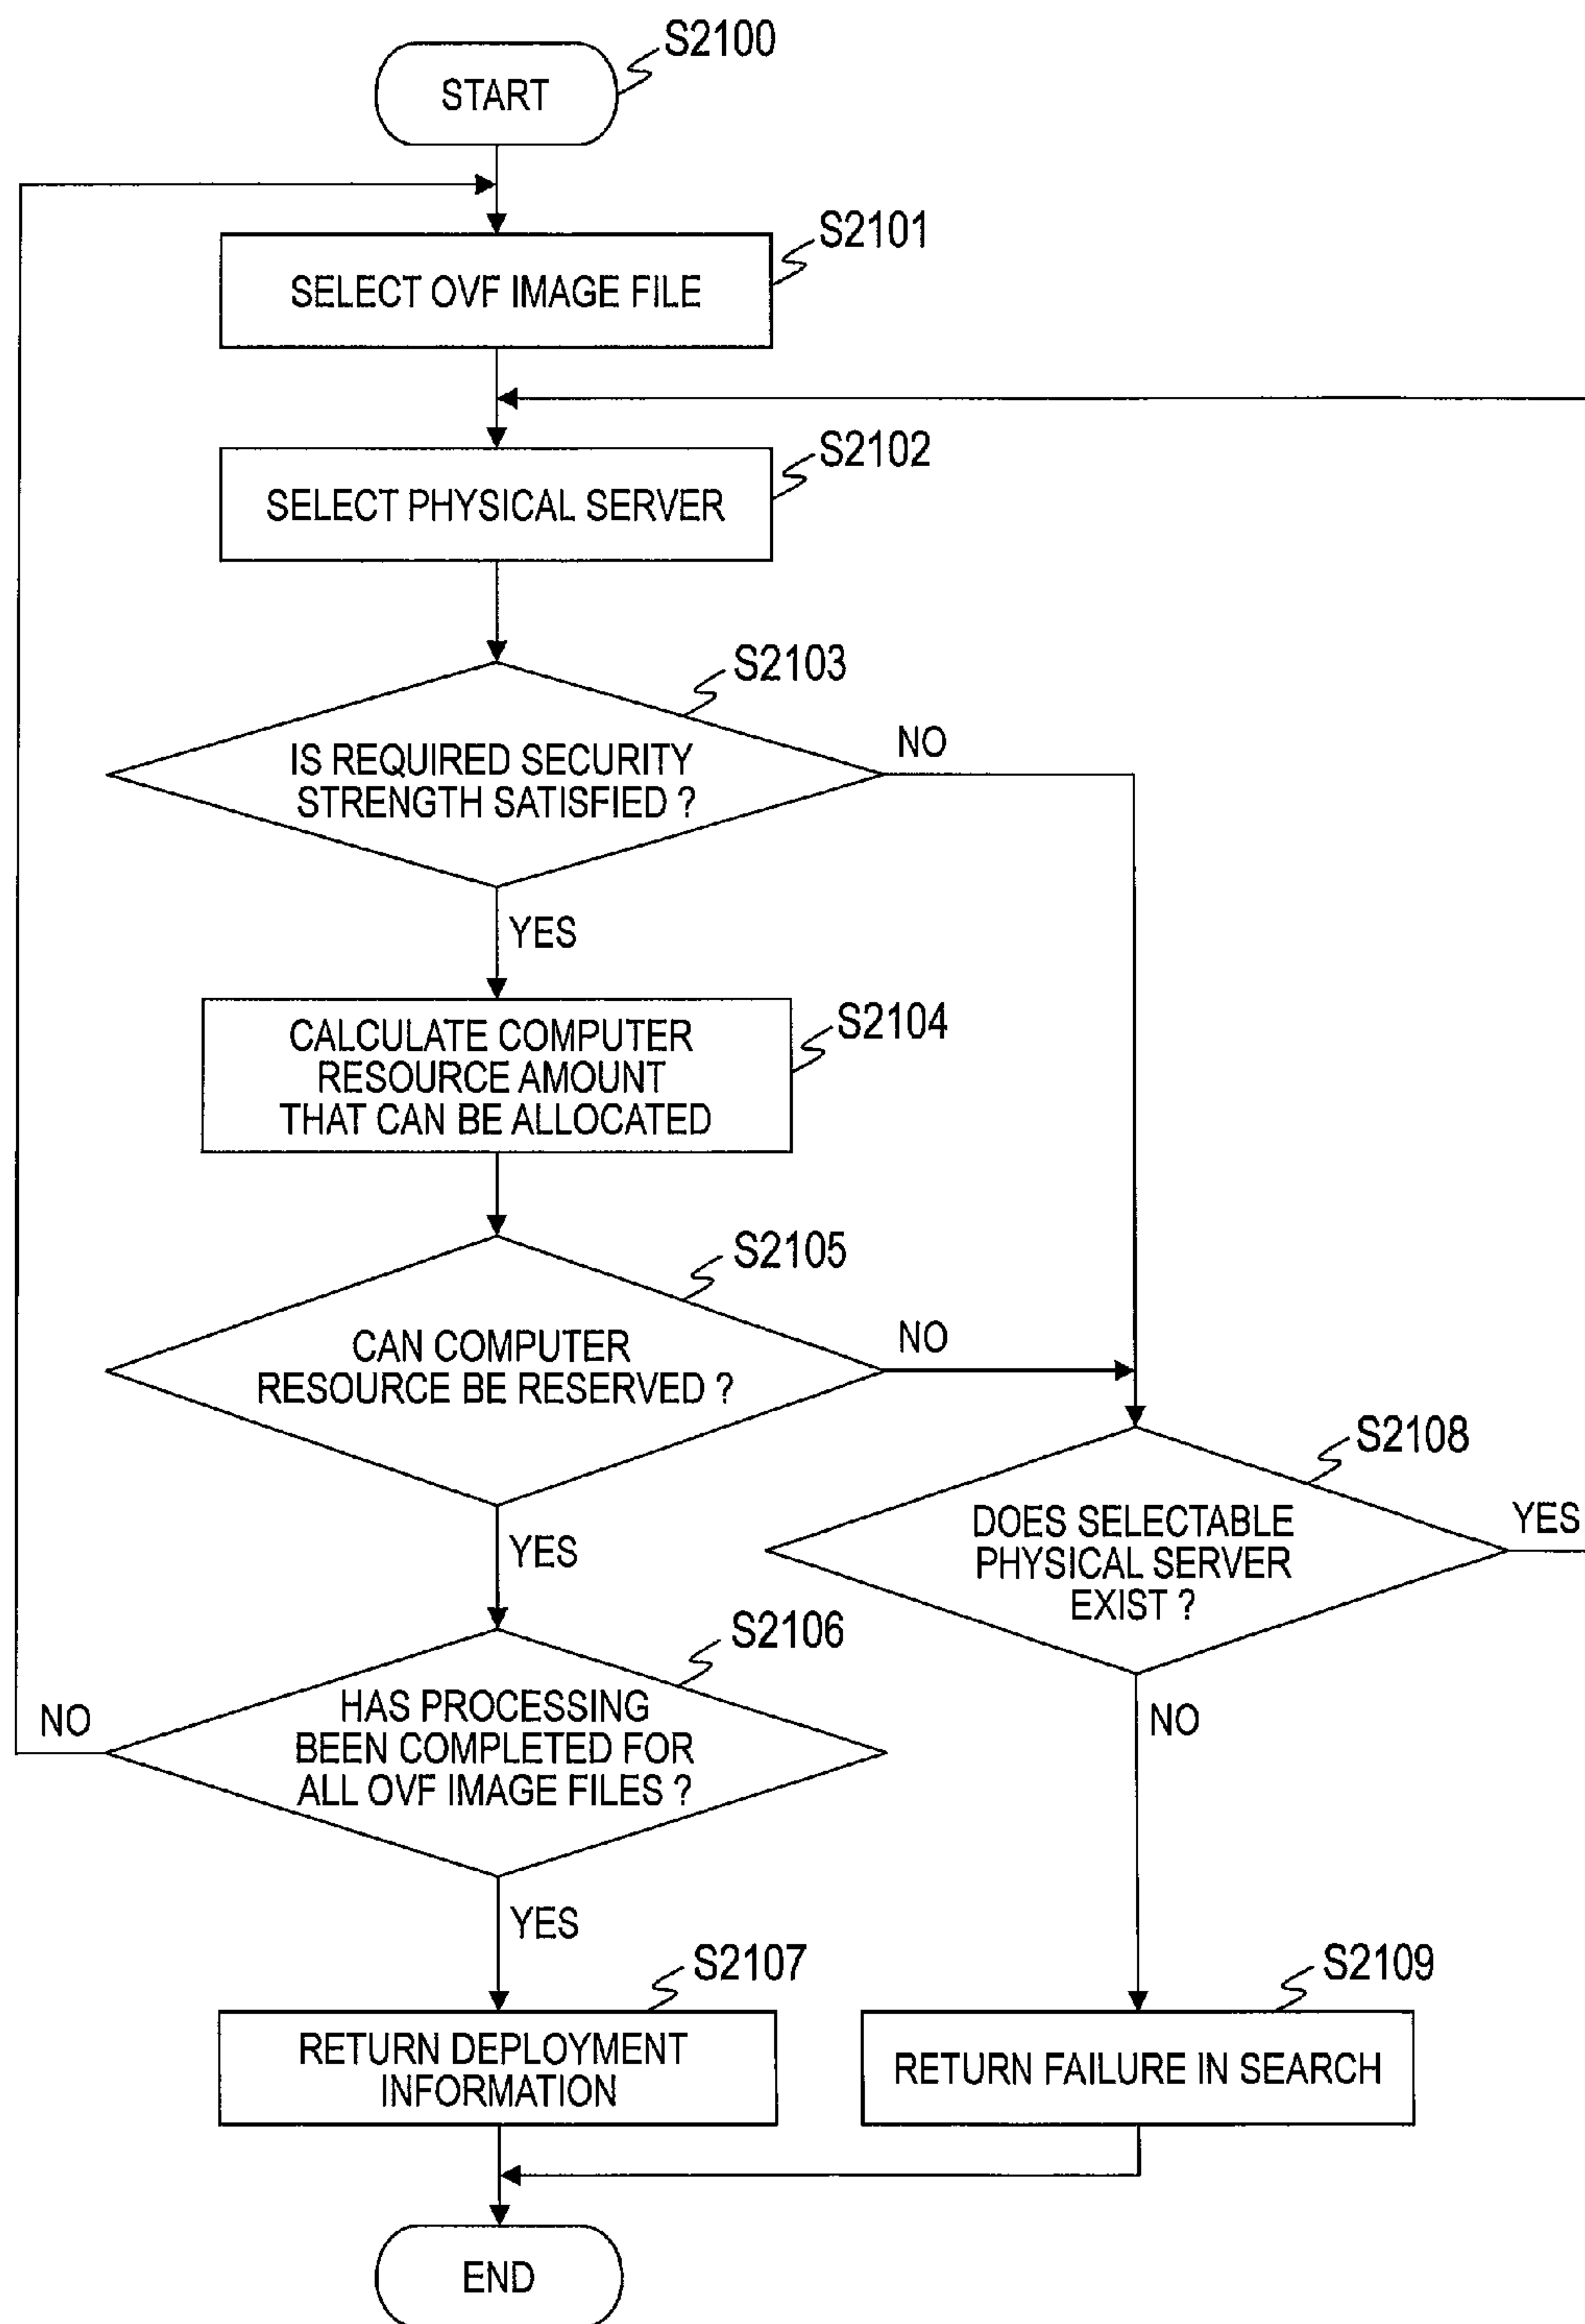 S2100
START
S2101
SELECT OVF IMAGE FILE
S2102
SELECT PHYSICAL SERVER
S2103
IS REQUIRED SECURITY
STRENGTH SATISFIED ?
NO
YES
S2104
CALCULATE COMPUTER
RESOURCE AMOUNT
THAT CAN BE ALLOCATED
S2105
CAN COMPUTER
RESOURCE BE RESERVED ?
NO
YES
S2108
DOES SELECTABLE
PHYSICAL SERVER
EXIST ?
YES
NO
S2106
HAS PROCESSING
BEEN COMPLETED FOR
ALL OVF IMAGE FILES ?
NO
YES
S2107
RETURN DEPLOYMENT
INFORMATION
S2109
RETURN FAILURE IN SEARCH
END